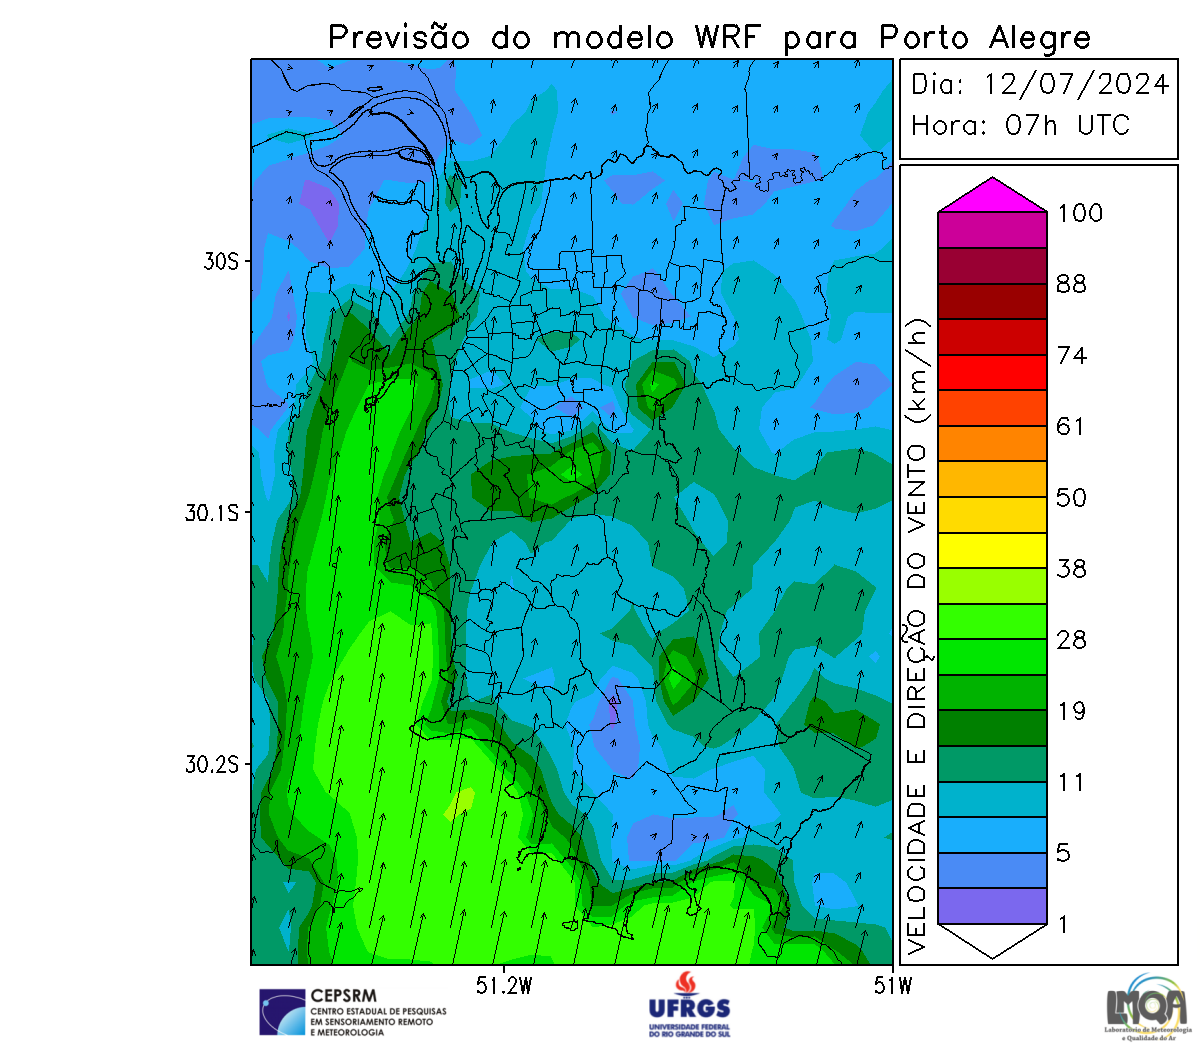 Previsão do modelo WRF para Porto Alegre
Dia: 12/07/2024
Hora: 07h UTC
100
88
74
61
50
38
28
19
11
5
1
VELOCIDADE E DIREÇÃO DO VENTO (km/h)
30S
30.1S
30.2S
51.2W
51W
CEPSRM
CENTRO ESTADUAL DE PESQUISAS
EM SENSORIAMENTO REMOTO
E METEOROLOGIA
UFRGS
UNIVERSIDADE FEDERAL
DO RIO GRANDE DO SUL
LMQA
Laboratório de Meteorologia
e Qualidade do Ar